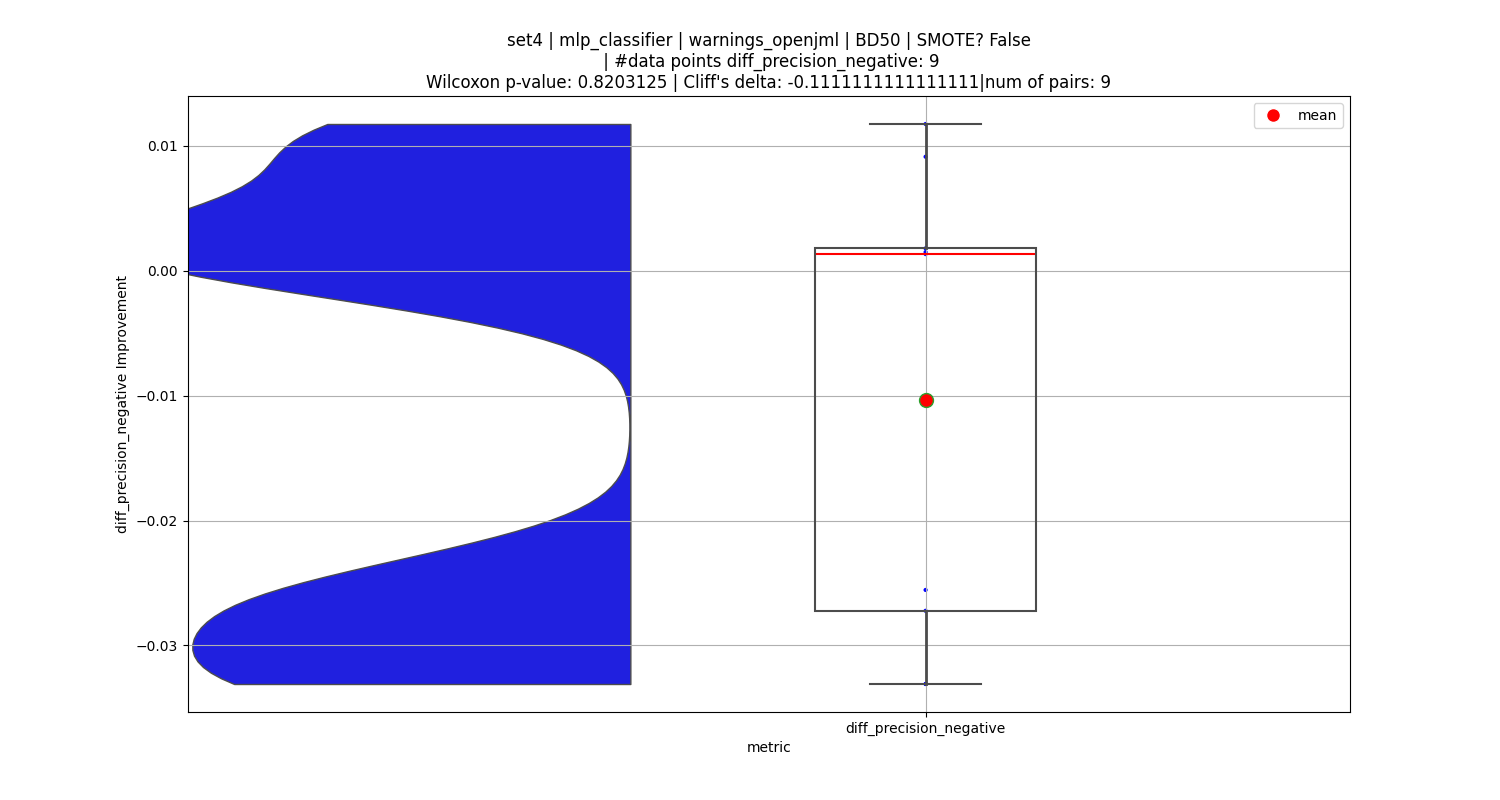 set4 | mlp_classifier | warnings_openjml | BD50 | SMOTE? False
| #data points diff_precision_negative: 9
Wilcoxon p-value: 0.8203125 | Cliff's delta: -0.1111111111111111|num of pairs: 9
mean
0.01
0.00
−0.01
−0.02
−0.03
diff_precision_negative Improvement
diff_precision_negative
metric